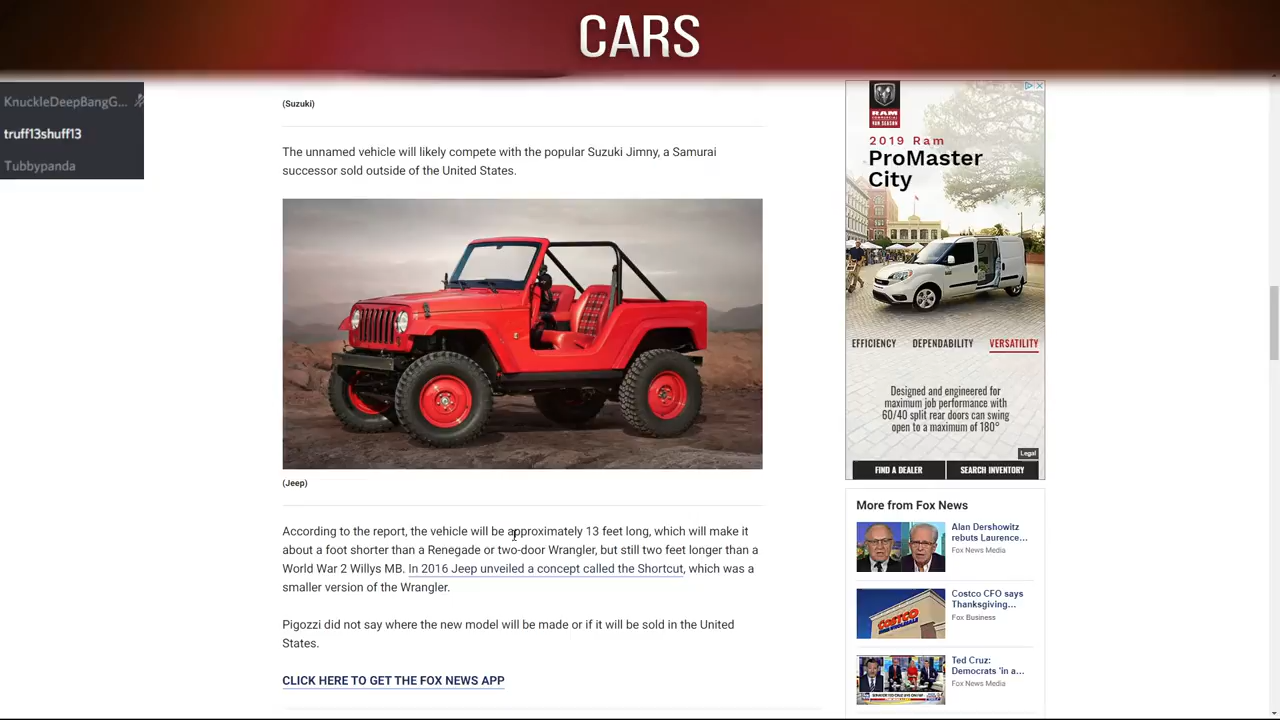 CARS
KnuckleDeepBangG...
truff13shuff13
Tubbypanda
(Suzuki)
The unnamed vehicle will likely compete with the popular Suzuki Jimny, a Samurai
successor sold outside of the United States.
(Jeep)
According to the report, the vehicle will be approximately 13 feet long, which will make it
about a foot shorter than a Renegade or two-door Wrangler, but still two feet longer than a
World War 2 Willys MB. In 2016 Jeep unveiled a concept called the Shortcut, which was a
smaller version of the Wrangler.
Pigozzi did not say where the new model will be made or if it will be sold in the United
States.
CLICK HERE TO GET THE FOX NEWS APP
RAM
2019 Ram
ProMaster
City
EFFICIENCY DEPENDABILITY VERSATILITY
Designed and engineered for
maximum job performance with
60/40 split rear doors can swing
open to a maximum of 180°
Legal
FIND A DEALER SEARCH INVENTORY
More from Fox News
Alan Dershowitz
rebuts Laurence...
Fox News Media
Costco CFO says
Thanksgiving...
Fox Business
COSTCO
Ted Cruz:
Democrats 'in a...
Fox News Media